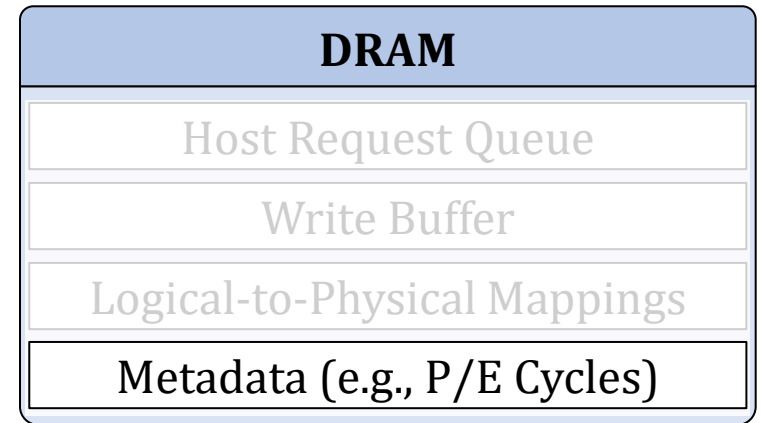 DRAM
Host Request Queue
Write Buffer
Logical-to-Physical Mappings
Metadata (e.g., P/E Cycles)